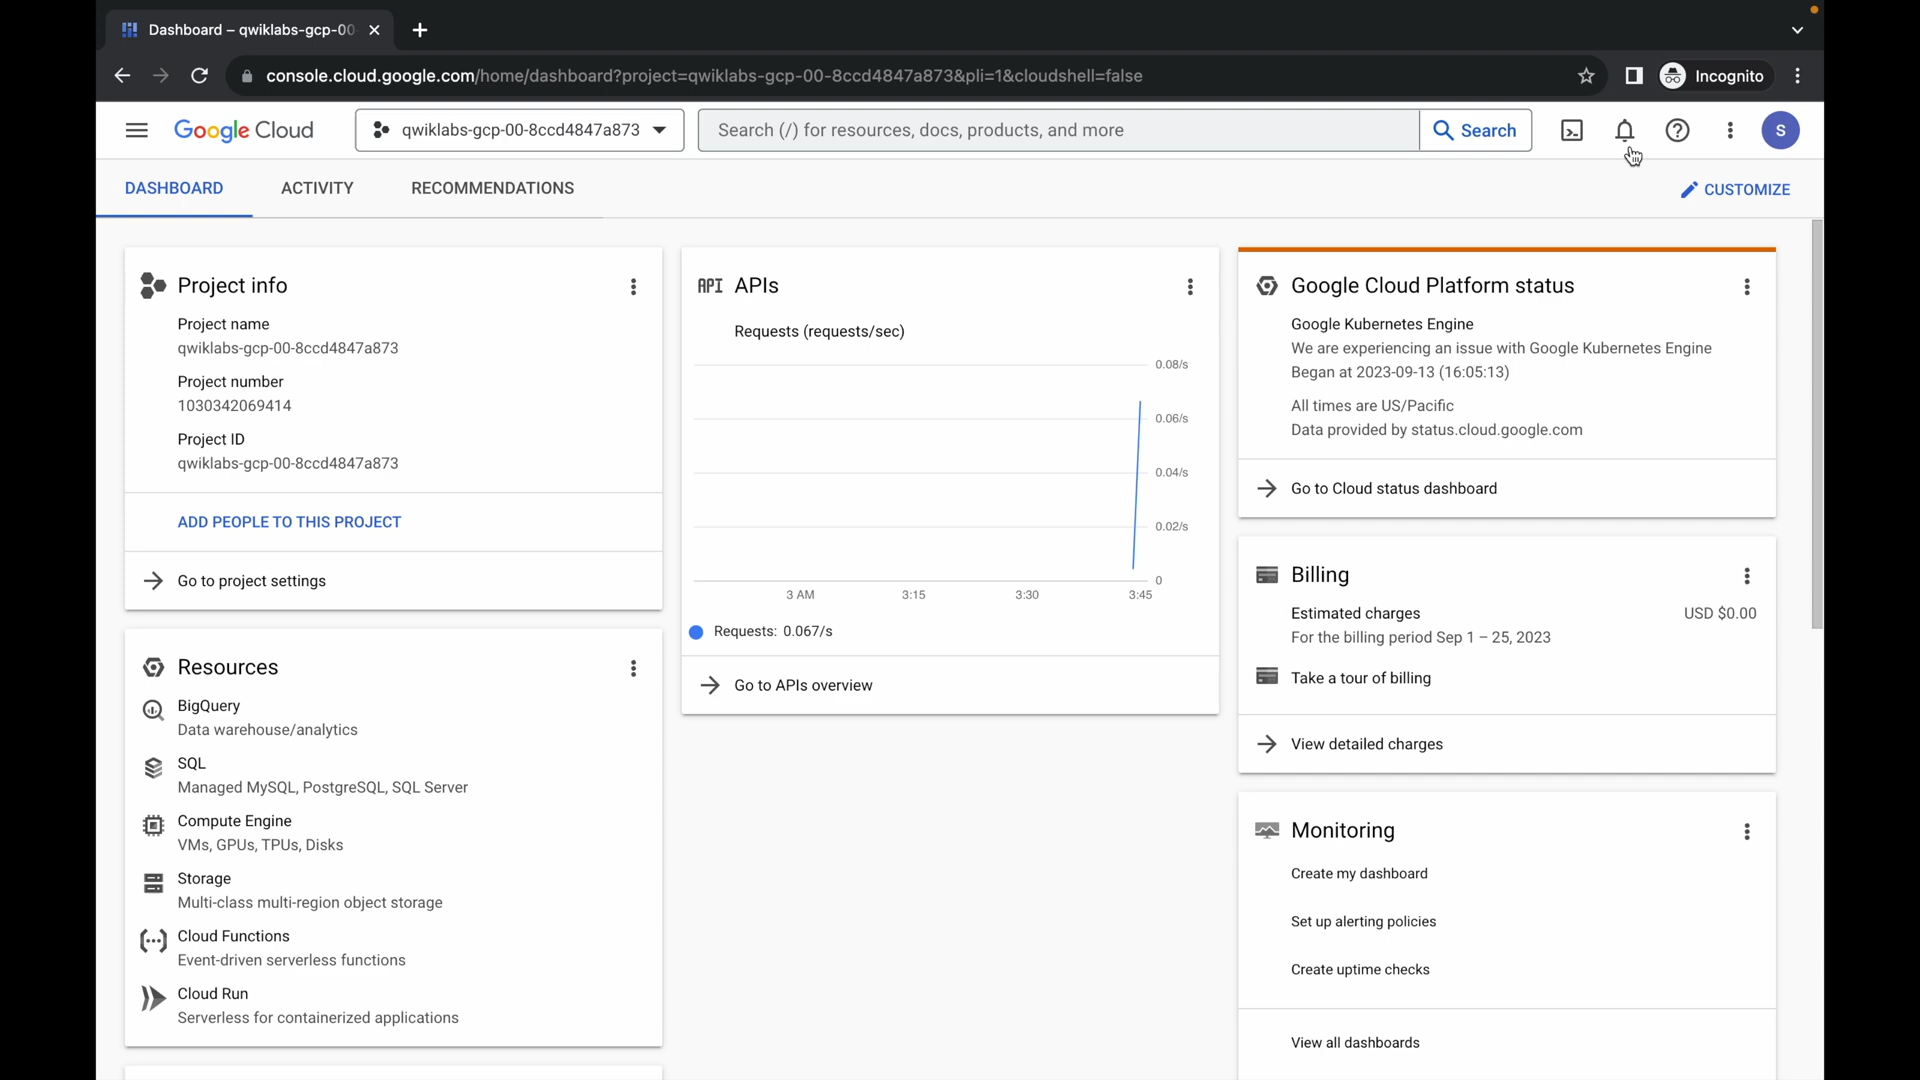 Dashboard – qwiklabs-gcp-00
console.cloud.google.com/home/dashboard?project=qwiklabs-gcp-00-8ccd4847a873&pli=1&cloudshell=false
Incognito
Google Cloud
qwiklabs-gcp-00-8ccd4847a873
Search (/) for resources, docs, products, and more
Search
S
DASHBOARD
ACTIVITY
RECOMMENDATIONS
CUSTOMIZE
Project info
Project name
qwiklabs-gcp-00-8ccd4847a873
Project number
1030342069414
Project ID
qwiklabs-gcp-00-8ccd4847a873
ADD PEOPLE TO THIS PROJECT
Go to project settings
Resources
BigQuery
Data warehouse/analytics
SQL
Managed MySQL, PostgreSQL, SQL Server
Compute Engine
VMs, GPUs, TPUs, Disks
Storage
Multi-class multi-region object storage
Cloud Functions
Event-driven serverless functions
Cloud Run
Serverless for containerized applications
API APIs
Requests (requests/sec)
0.08/s
0.06/s
0.04/s
0.02/s
0
3 AM 3:15 3:30 3:45
Requests: 0.067/s
Go to APIs overview
Google Cloud Platform status
Google Kubernetes Engine
We are experiencing an issue with Google Kubernetes Engine
Began at 2023-09-13 (16:05:13)
All times are US/Pacific
Data provided by status.cloud.google.com
Go to Cloud status dashboard
Billing
Estimated charges USD $0.00
For the billing period Sep 1 – 25, 2023
Take a tour of billing
View detailed charges
Monitoring
Create my dashboard
Set up alerting policies
Create uptime checks
View all dashboards